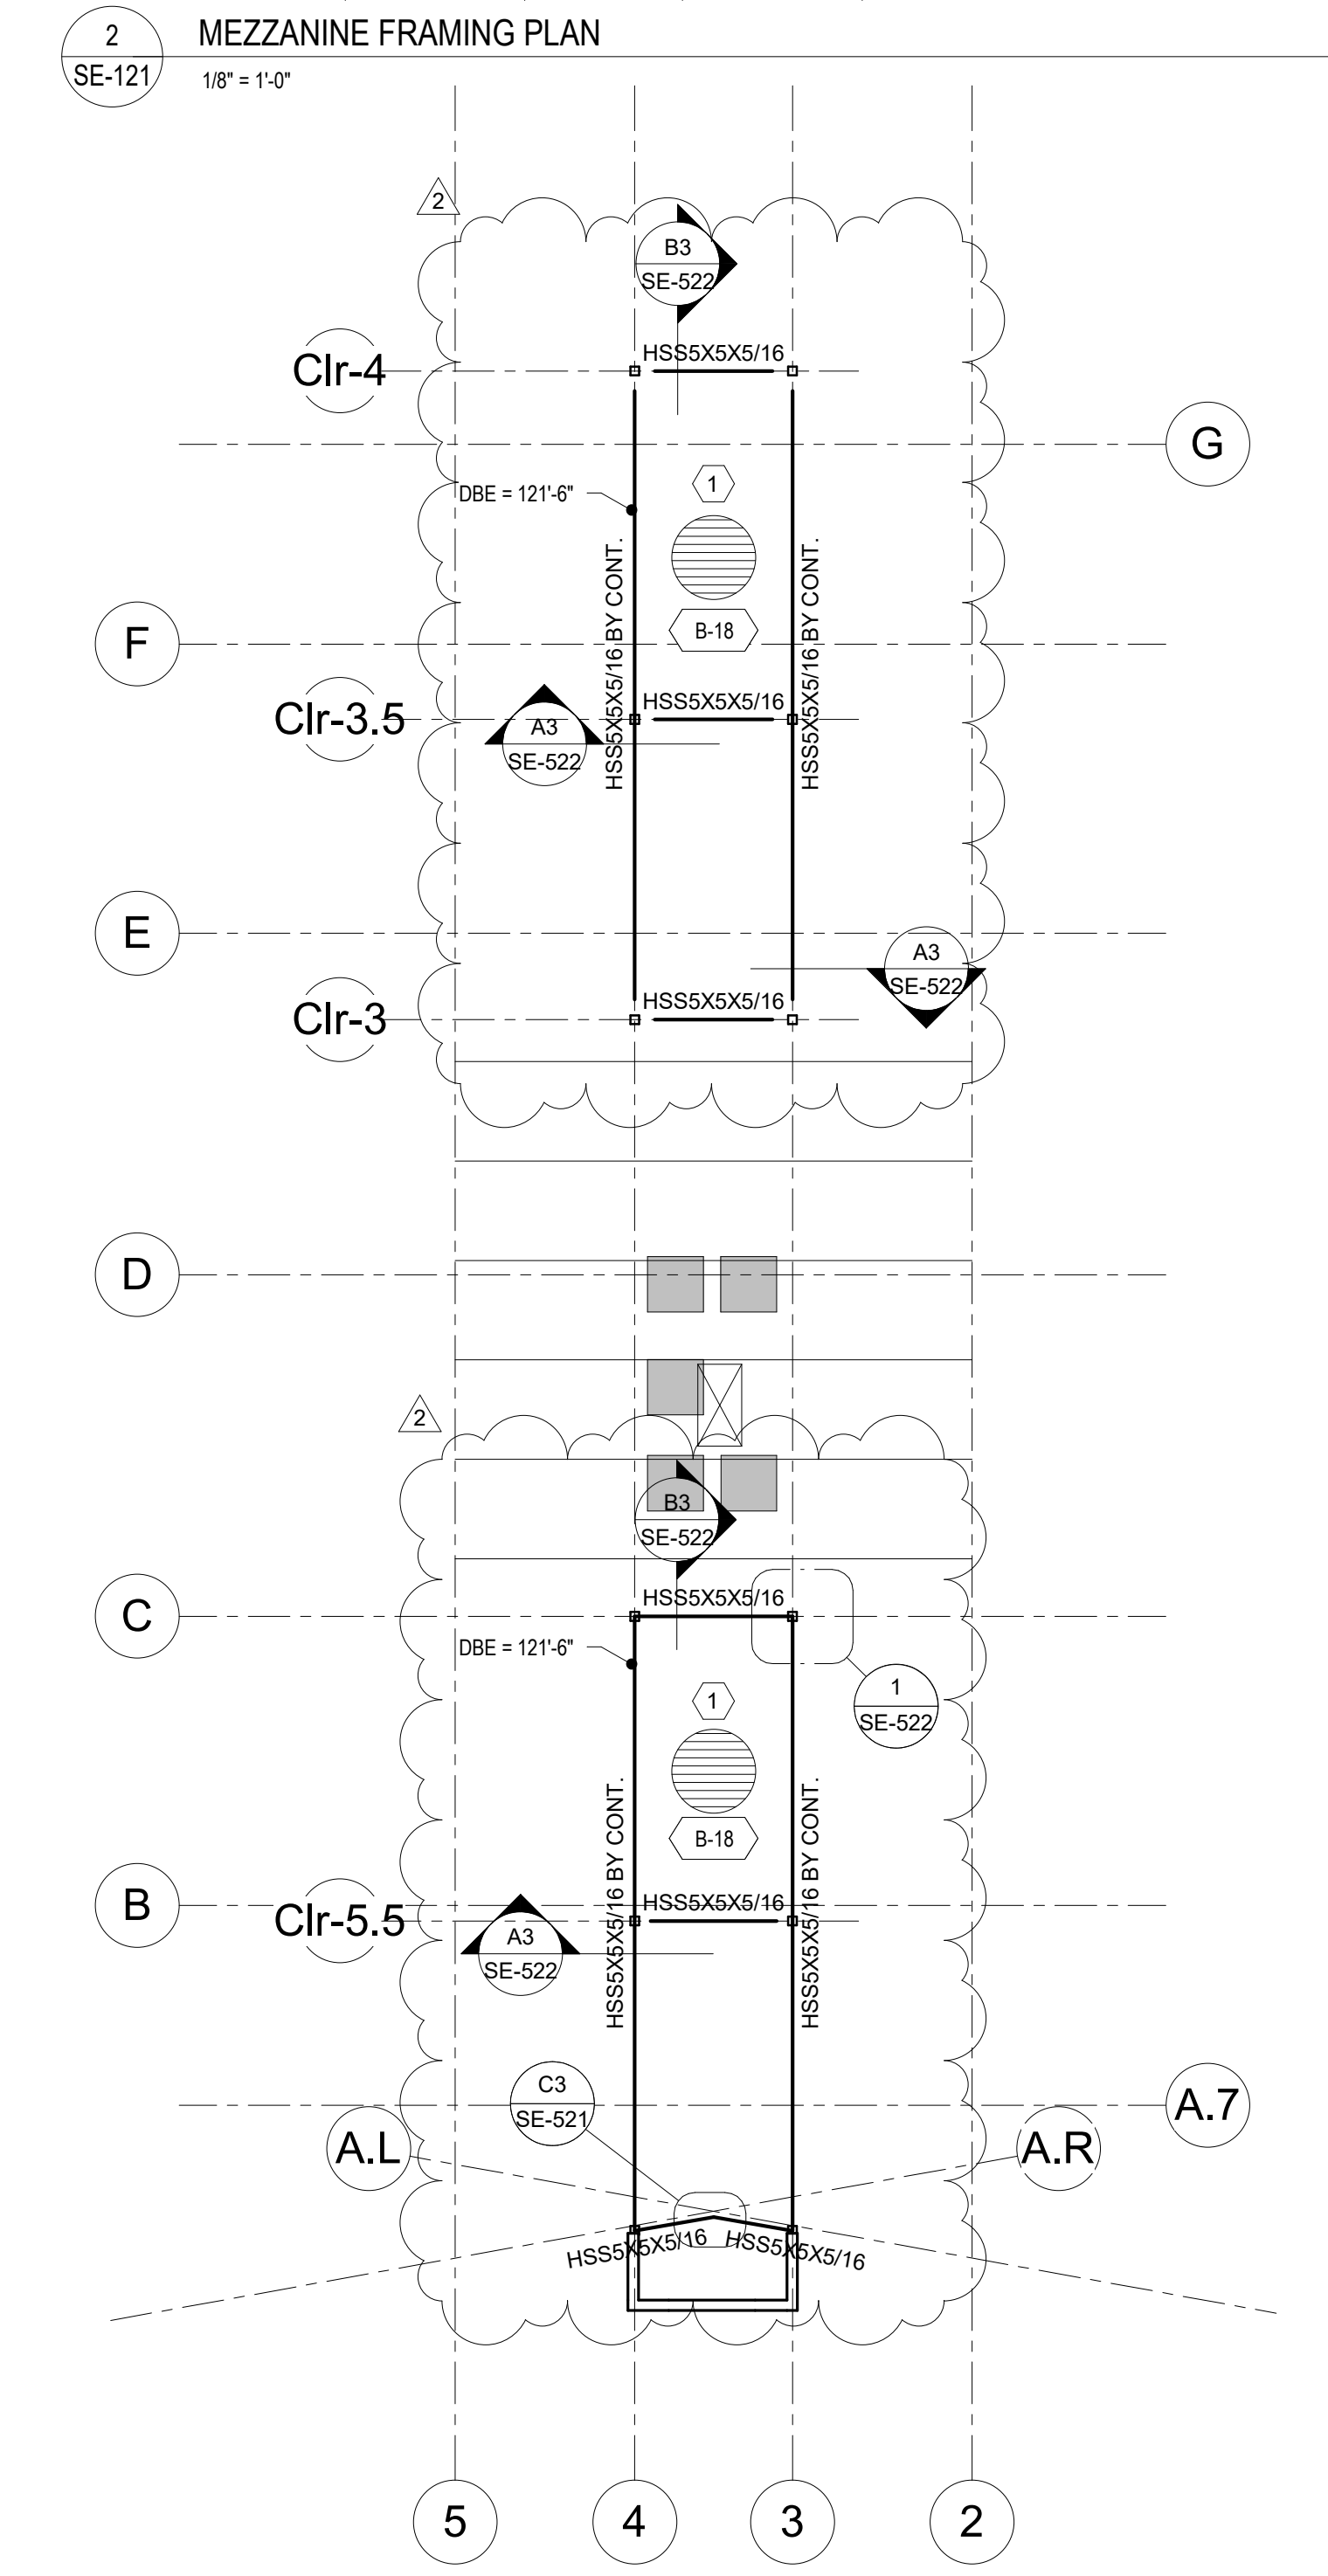 2
SE-121
MEZZANINE FRAMING PLAN
1/8" = 1'-0"
2
B3
SE-522
HSS5X5X5/16
Clr-4
G
1
DBE = 121'-6"
HSS5X5X5/16 BY CONT.
HSS5X5X5/16 BY CONT.
B-18
F
HSS5X5X5/16
Clr-3.5
A3
SE-522
E
A3
SE-522
HSS5X5X5/16
Clr-3
D
2
B3
SE-522
HSS5X5X5/16
C
DBE = 121'-6"
1
1
SE-522
HSS5X5X5/16 BY CONT.
HSS5X5X5/16 BY CONT.
B-18
B
HSS5X5X5/16
Clr-5.5
A3
SE-522
C3
SE-521
A.7
A.L
A.R
HSS5X5X5/16
HSS5X5X5/16
5
4
3
2